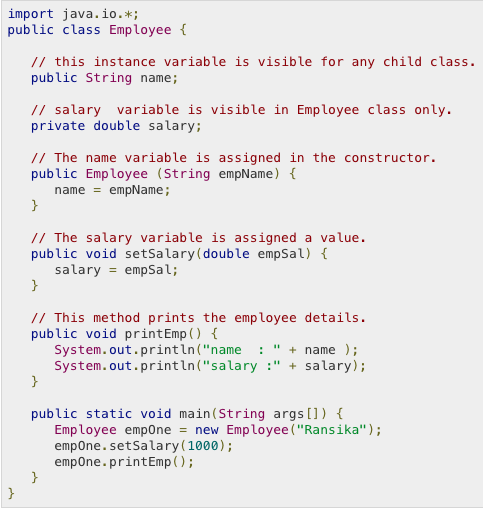 import java.io.*;
public class Employee {

   // this instance variable is visible for any child class.
   public String name;

   // salary  variable is visible in Employee class only.
   private double salary;

   // The name variable is assigned in the constructor.
   public Employee (String empName) {
      name = empName;
   }

   // The salary variable is assigned a value.
   public void setSalary(double empSal) {
      salary = empSal;
   }

   // This method prints the employee details.
   public void printEmp() {
      System.out.println("name  : " + name );
      System.out.println("salary :" + salary);
   }

   public static void main(String args[]) {
      Employee empOne = new Employee("Ransika");
      empOne.setSalary(1000);
      empOne.printEmp();
   }
}